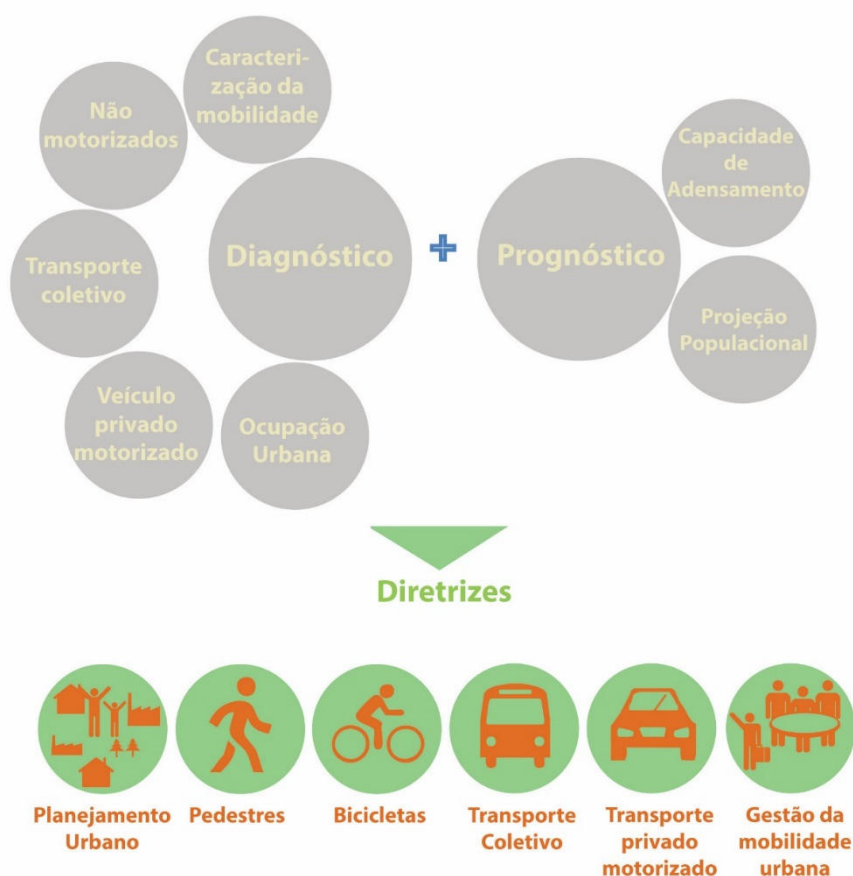 Caracteri-
zação da
mobilidade
Não
motorizados
Transporte
coletivo
Veículo
privado
motorizado
Ocupação
Urbana
Diagnóstico
+
Prognóstico
Capacidade
de
Adensamento
Projeção
Populacional
Diretrizes
Planejamento
Urbano
Pedestres
Bicicletas
Transporte
Coletivo
Transporte
privado
motorizado
Gestão da
mobilidade
urbana